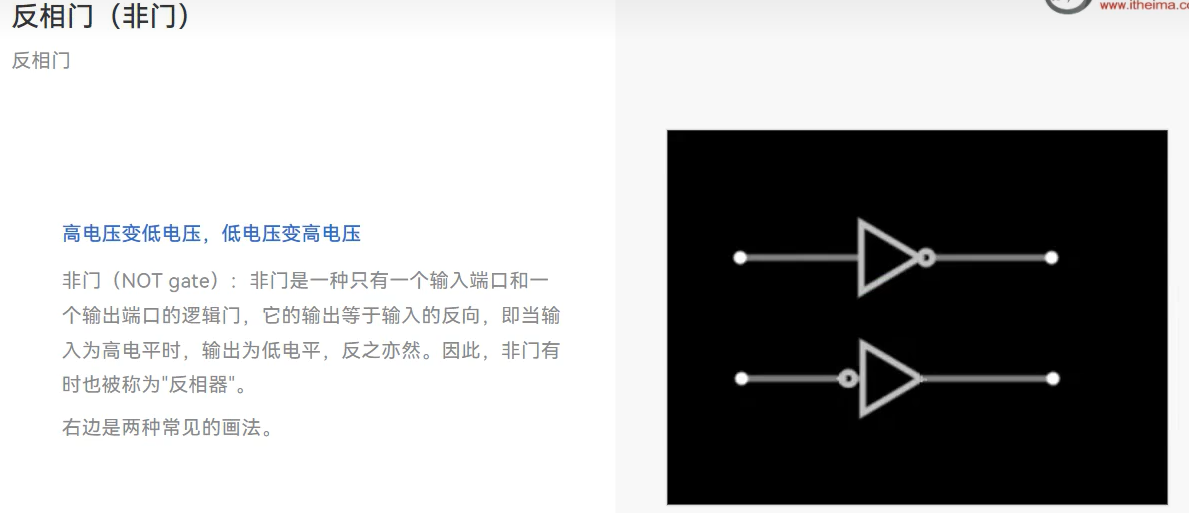 反相门（非门）
www.itheima.co
反相门
高电压变低电压，低电压变高电压
非门（NOT gate）：非门是一种只有一个输入端口和一
个输出端口的逻辑门，它的输出等于输入的反向，即当输
入为高电平时，输出为低电平，反之亦然。因此，非门有
时也被称为"反相器"。
右边是两种常见的画法。